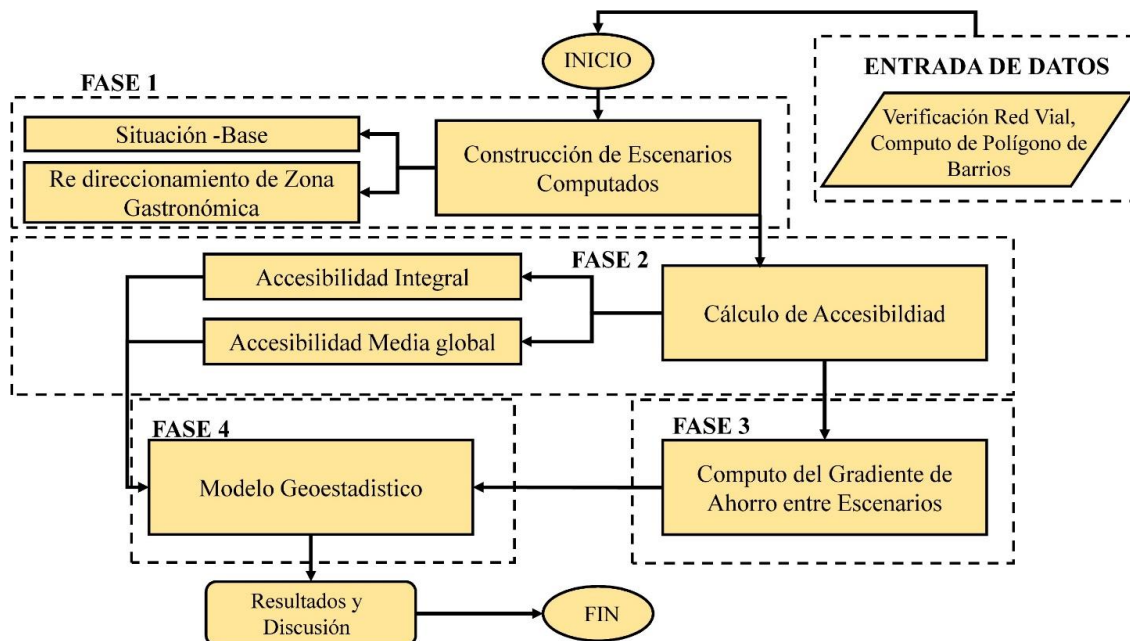 INICIO
ENTRADA DE DATOS
Verificación Red Vial,
Computo de Polígono de
Barrios
FASE 1
Situación -Base
Re direccionamiento de Zona
Gastronómica
Construcción de Escenarios
Computados
FASE 2
Accesibilidad Integral
Accesibilidad Media global
Cálculo de Accesibildiad
FASE 4
Modelo Geoestadistico
FASE 3
Computo del Gradiente de
Ahorro entre Escenarios
Resultados y
Discusión
FIN